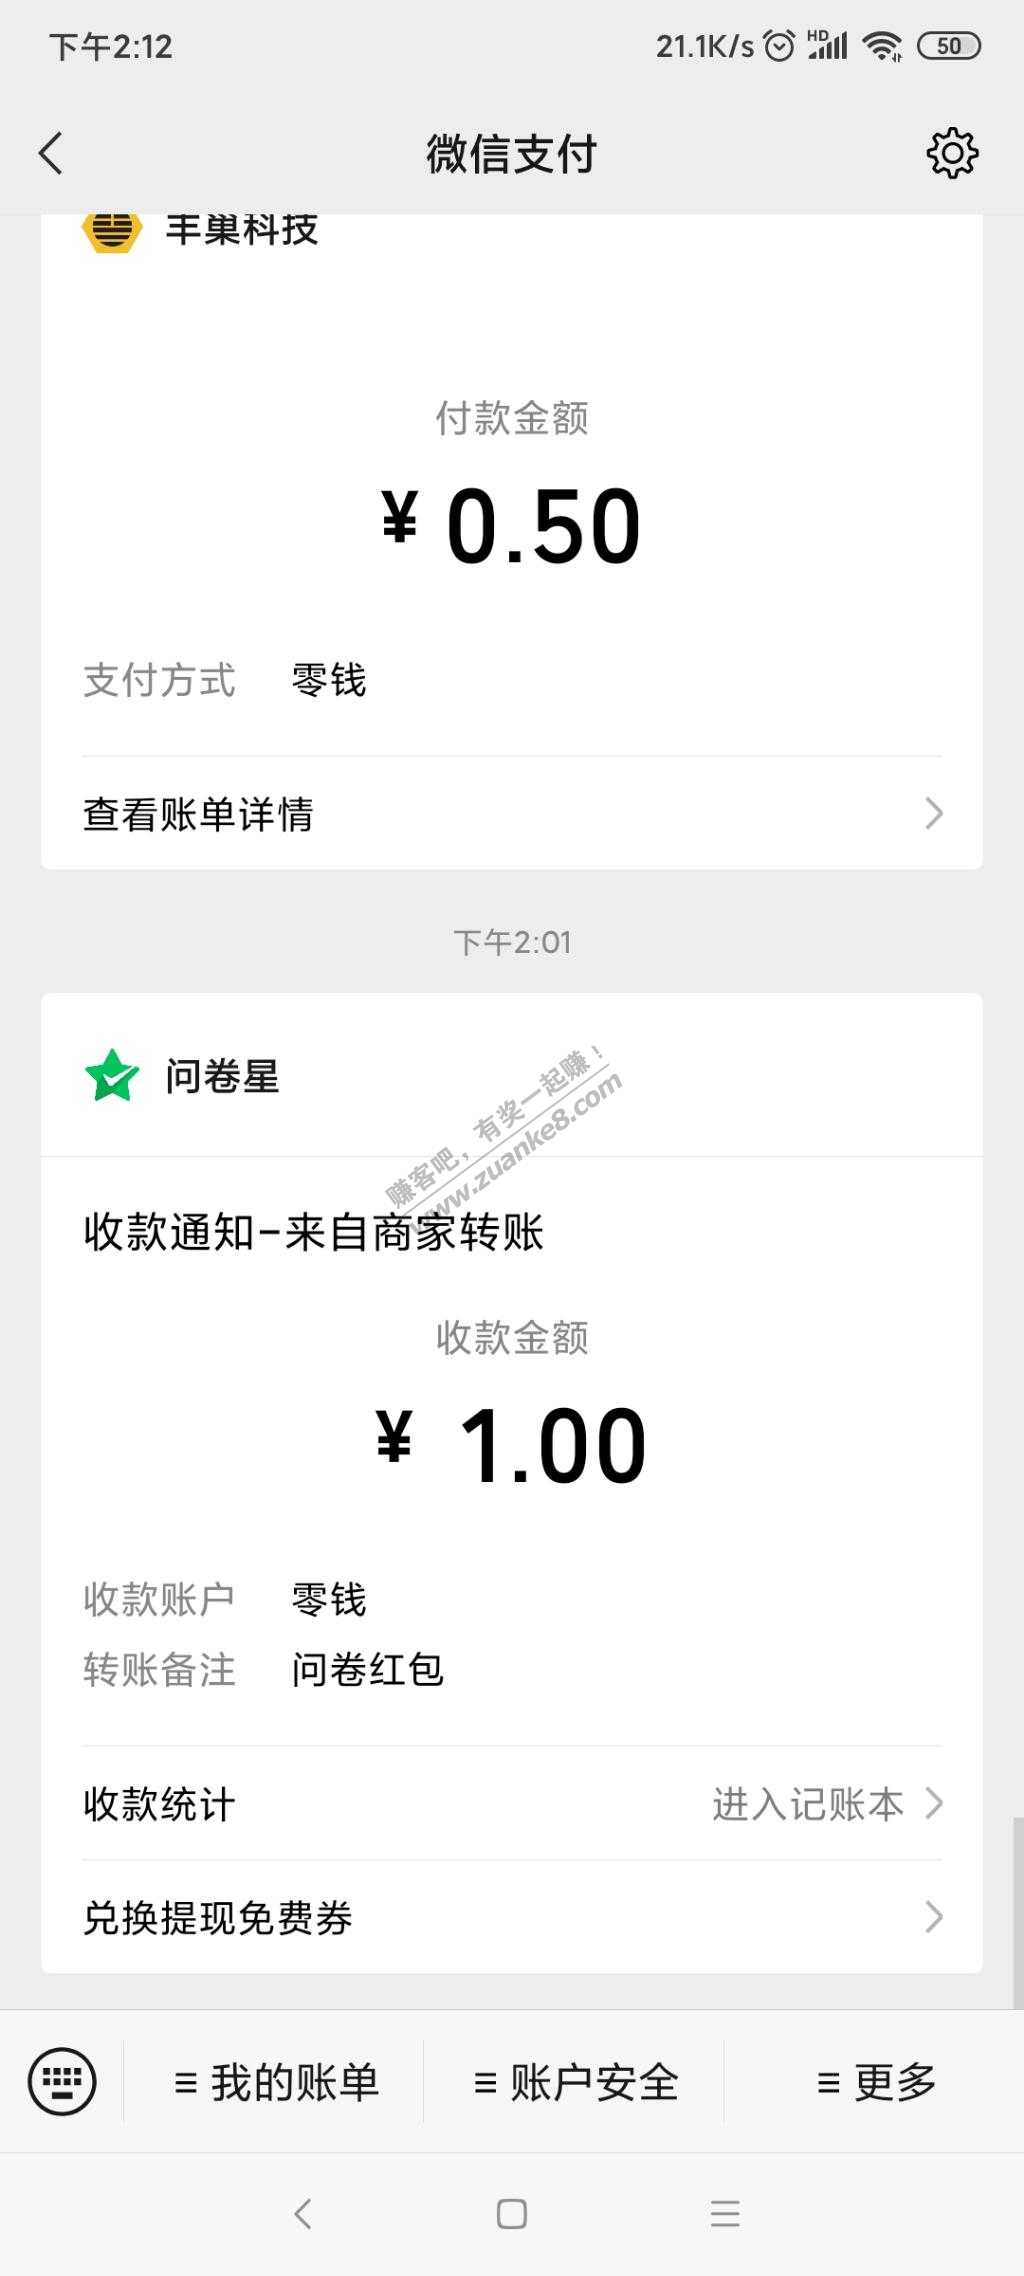 下午2:12
21.1K/s HD 50
微信支付
丰巢科技
付款金额
¥ 0.50
支付方式 零钱
查看账单详情
下午2:01
问卷星
赚客吧，有奖一起赚！
www.zuanke8.com
收款通知-来自商家转账
收款金额
¥ 1.00
收款账户 零钱
转账备注 问卷红包
收款统计 进入记账本
兑换提现免费券
我的账单 账户安全 更多